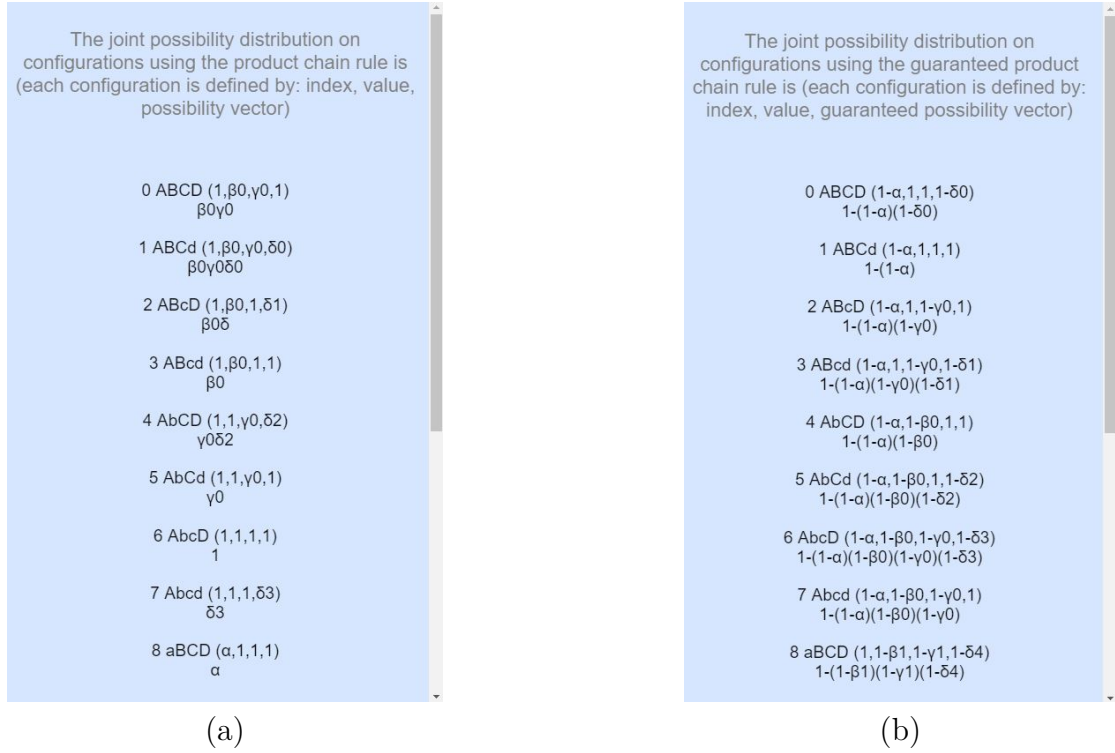 The joint possibility distribution on
configurations using the product chain rule is
(each configuration is defined by: index, value,
possibility vector)
0 ABCD (1,β0,γ0,1)
β0γ0
1 ABCd (1,β0,γ0,δ0)
β0γ0δ0
2 ABcD (1,β0,1,δ1)
β0δ
3 ABcd (1,β0,1,1)
β0
4 AbCD (1,1,γ0,δ2)
γ0δ2
5 AbCd (1,1,γ0,1)
γ0
6 AbcD (1,1,1,1)
1
7 Abcd (1,1,1,δ3)
δ3
8 aBCD (α,1,1,1)
α
(a)
The joint possibility distribution on
configurations using the guaranteed product
chain rule is (each configuration is defined by:
index, value, guaranteed possibility vector)
0 ABCD (1-α,1,1,1-δ0)
1-(1-α)(1-δ0)
1 ABCd (1-α,1,1,1)
1-(1-α)
2 ABcD (1-α,1,1-γ0,1)
1-(1-α)(1-γ0)
3 ABcd (1-α,1,1-γ0,1-δ1)
1-(1-α)(1-γ0)(1-δ1)
4 AbCD (1-α,1-β0,1,1)
1-(1-α)(1-β0)
5 AbCd (1-α,1-β0,1,1-δ2)
1-(1-α)(1-β0)(1-δ2)
6 AbcD (1-α,1-β0,1-γ0,1-δ3)
1-(1-α)(1-β0)(1-γ0)(1-δ3)
7 Abcd (1-α,1-β0,1-γ0,1)
1-(1-α)(1-β0)(1-γ0)
8 aBCD (1,1-β1,1-γ1,1-δ4)
1-(1-β1)(1-γ1)(1-δ4)
(b)